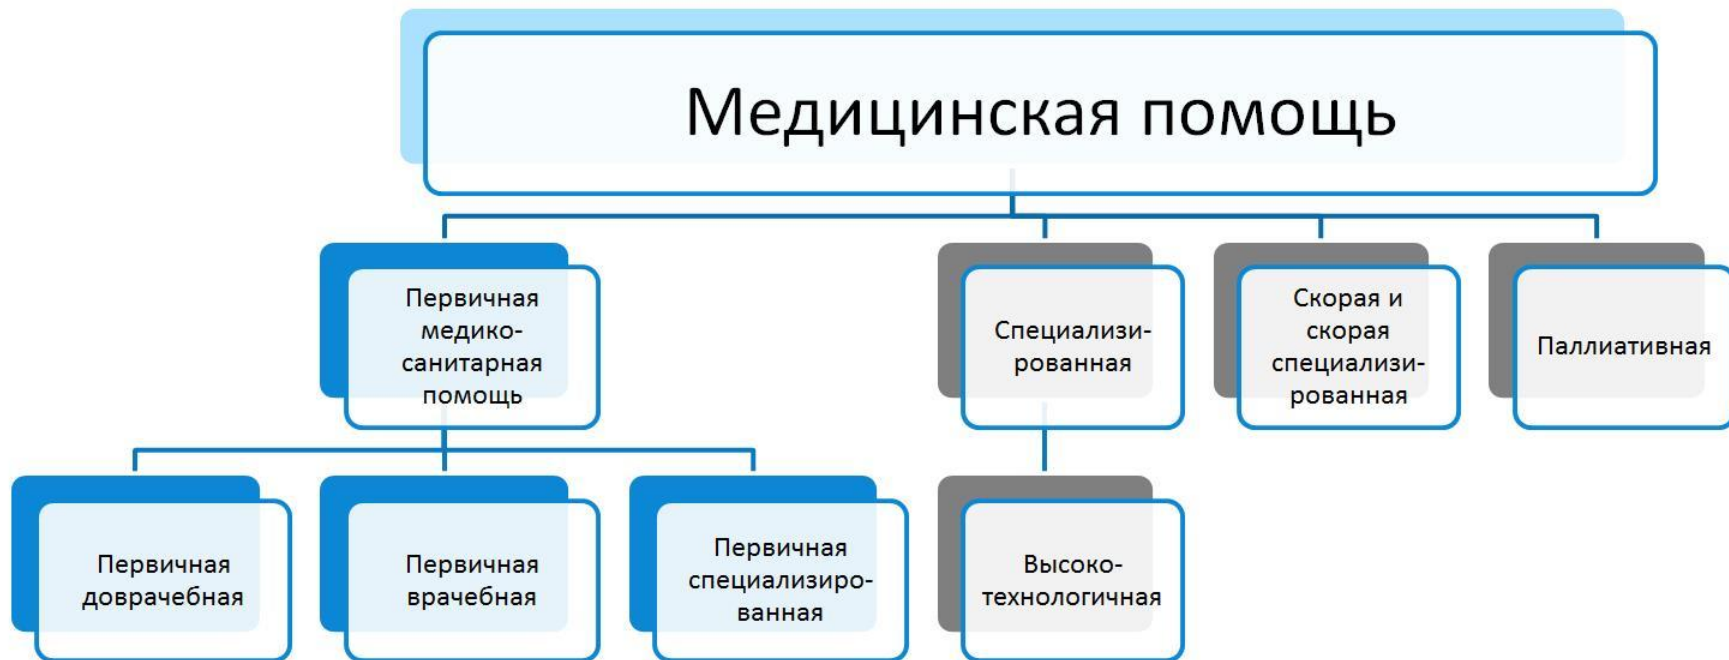 Медицинская помощь
Первичная
медико-
санитарная
помощь
Специализи-
рованная
Скорая и
скорая
специализи-
рованная
Паллиативная
Первичная
доврачебная
Первичная
врачебная
Первичная
специализиро-
ванная
Высоко-
технологичная